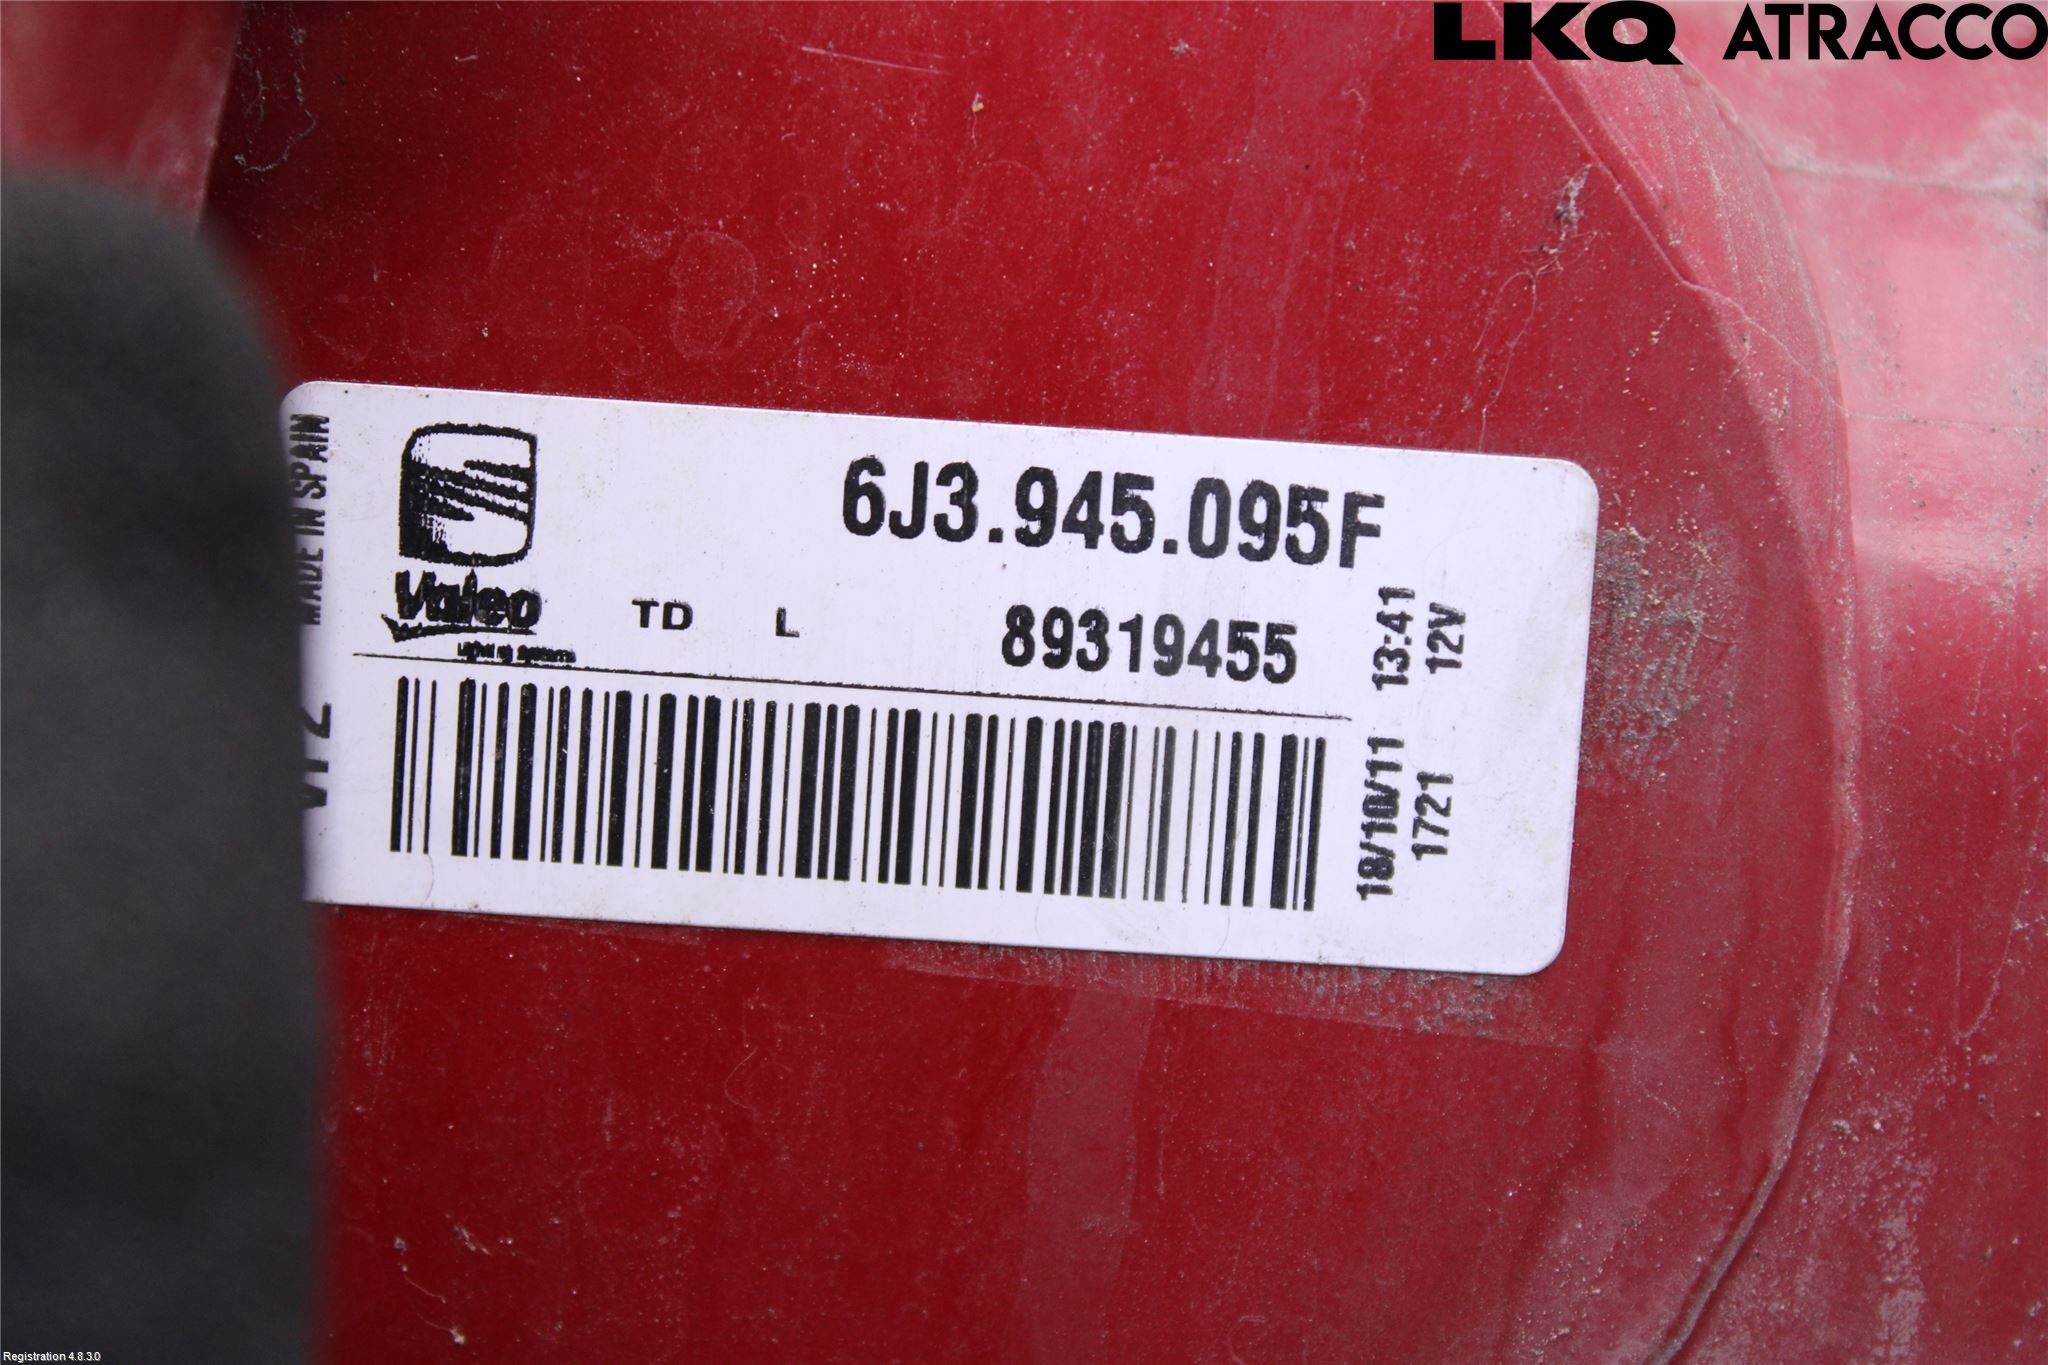 LKQ ATRACCO
MADE IN SPAIN
6J3.945.095F
Valeo
TD L 89319455
18/10/11 13:41
1721 12V
Registration 4.8.3.0